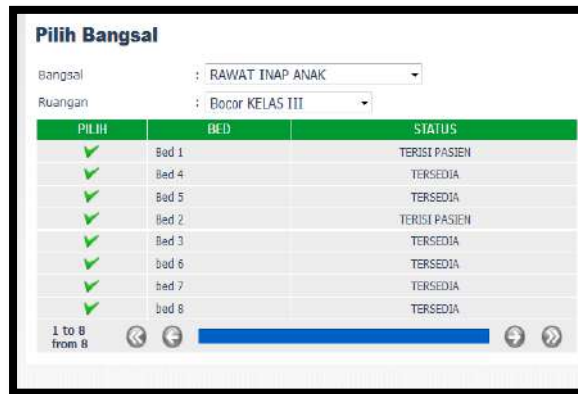 Pilih Bangsal
Bangsal : RAWAT INAP ANAK
Ruangan : Bocor KELAS III
PILIH BED STATUS
Bed 1 TERISI PASIEN
Bed 4 TERSEDIA
Bed 5 TERSEDIA
Bed 2 TERISI PASIEN
Bed 3 TERSEDIA
bed 6 TERSEDIA
bed 7 TERSEDIA
bed 8 TERSEDIA
1 to 8
from 8